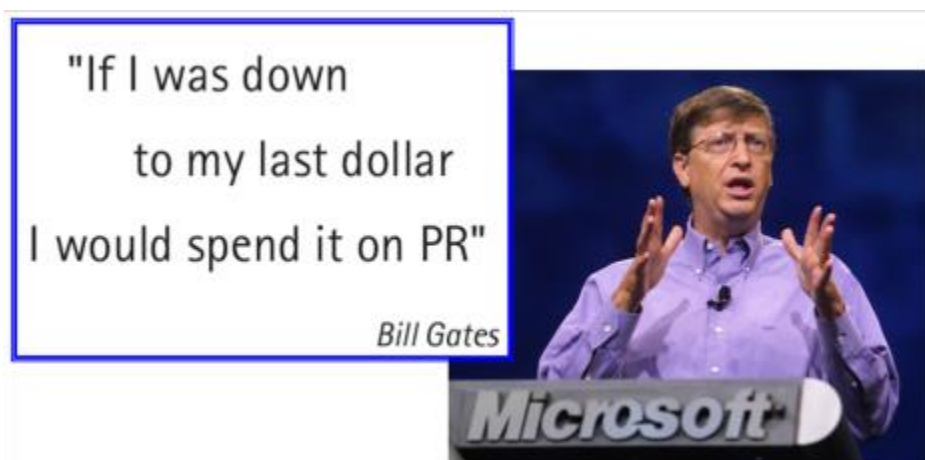 "If I was down
to my last dollar
I would spend it on PR"
Bill Gates
Microsoft